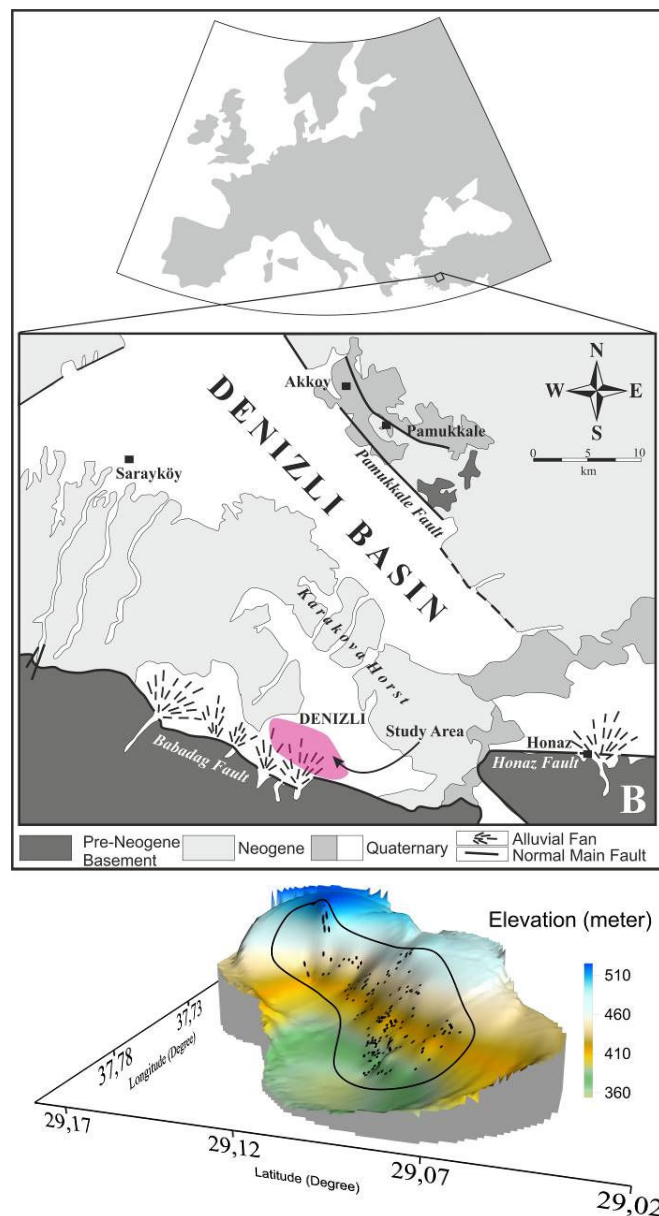 N
W E
S
0 5 10
km
Akkoy
Pamukkale
Pamukkale Fault
Sarayköy
DENIZLI BASIN
Karakova Horst
DENIZLI
Study Area
Babadag Fault
Honaz
Honaz Fault
B
Pre-Neogene Basement
Neogene
Quaternary
Alluvial Fan
Normal Main Fault
Elevation (meter)
510
460
410
360
37,73
37,78
Longitude (Degree)
29,17
29,12
29,07
29,02
Latitude (Degree)